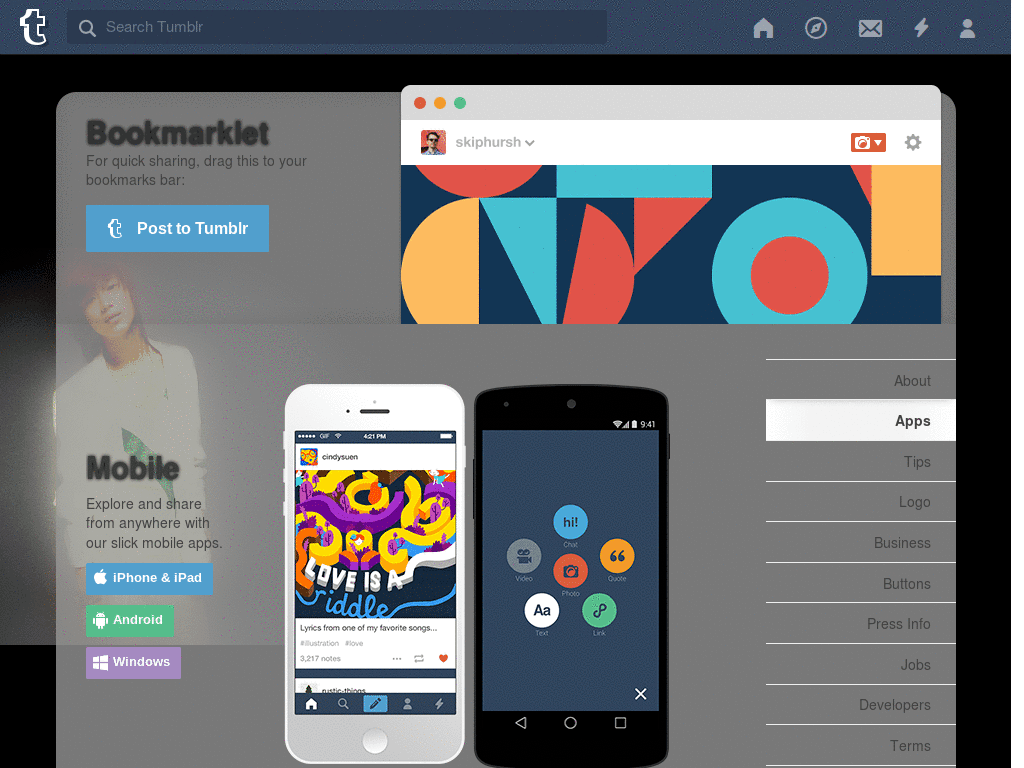 Search Tumblr
Bookmarklet
For quick sharing, drag this to your
bookmarks bar:
Post to Tumblr
skiphursh
Mobile
Explore and share
from anywhere with
our slick mobile apps.
iPhone & iPad
Android
Windows
GIF
4:21 PM
cindysuen
LOVE IS A
riddle
Lyrics from one of my favorite songs...
#illustration #love
3,217 notes
rustic-things
9:41
hi!
Chat
Video
Quote
Photo
Aa
Text
Link
About
Apps
Tips
Logo
Business
Buttons
Press Info
Jobs
Developers
Terms